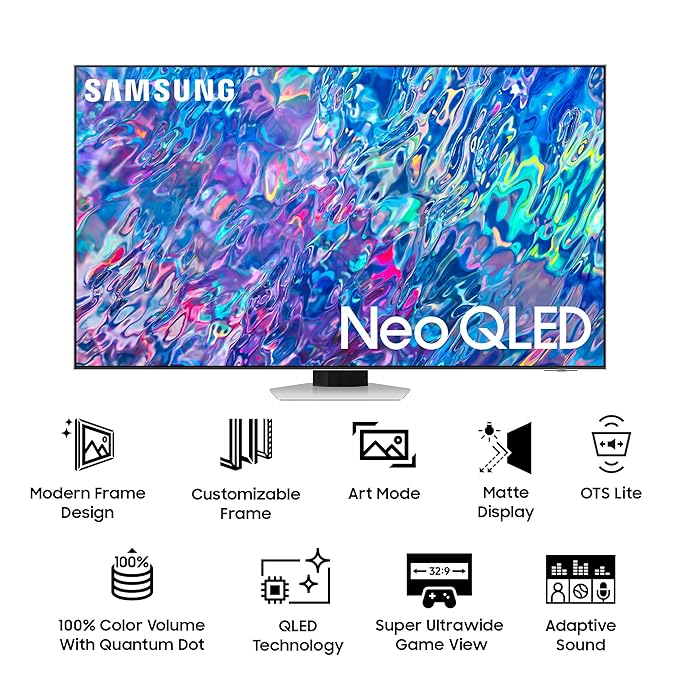 SAMSUNG
Neo QLED
Modern Frame
Design
Customizable
Frame
Art Mode
Matte
Display
OTS Lite
100%
100% Color Volume
With Quantum Dot
QLED
Technology
32:9
Super Ultrawide
Game View
Adaptive
Sound